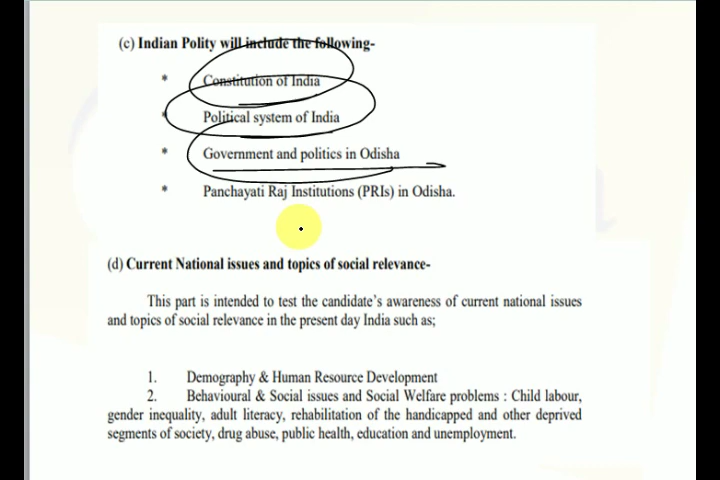 (c) Indian Polity will include the following-
* Constitution of India
* Political system of India
* Government and politics in Odisha
* Panchayati Raj Institutions (PRIs) in Odisha.
(d) Current National issues and topics of social relevance-
This part is intended to test the candidate's awareness of current national issues
and topics of social relevance in the present day India such as;
1. Demography & Human Resource Development
2. Behavioural & Social issues and Social Welfare problems : Child labour,
gender inequality, adult literacy, rehabilitation of the handicapped and other deprived
segments of society, drug abuse, public health, education and unemployment.